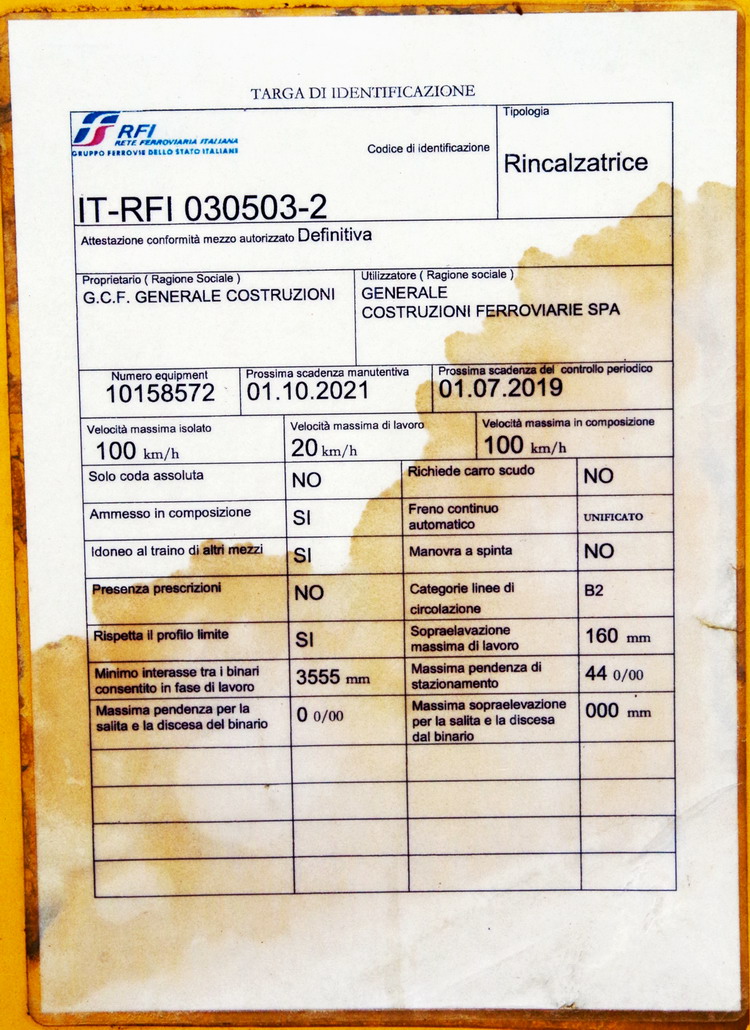 TARGA DI IDENTIFICAZIONE
RFI
RETE FERROVIARIA ITALIANA
GRUPPO FERROVIE DELLO STATO ITALIANE
Codice di identificazione
IT-RFI 030503-2
Tipologia
Rincalzatrice
Attestazione conformità mezzo autorizzato Definitiva
Proprietario ( Ragione Sociale )
G.C.F. GENERALE COSTRUZIONI
Utilizzatore ( Ragione sociale )
GENERALE
COSTRUZIONI FERROVIARIE SPA
Numero equipment
10158572
Prossima scadenza manutentiva
01.10.2021
Prossima scadenza del controllo periodico
01.07.2019
Velocità massima isolato
100 km/h
Velocità massima di lavoro
20 km/h
Velocità massima in composizione
100 km/h
Solo coda assoluta NO
Richiede carro scudo NO
Ammesso in composizione SI
Freno continuo
automatico UNIFICATO
Idoneo al traino di altri mezzi SI
Manovra a spinta NO
Presenza prescrizioni NO
Categorie linee di
circolazione B2
Rispetta il profilo limite SI
Sopraelavazione
massima di lavoro 160 mm
Minimo interasse tra i binari
consentito in fase di lavoro 3555 mm
Massima pendenza di
stazionamento 44 0/00
Massima pendenza per la
salita e la discesa del binario 0 0/00
Massima sopraelevazione
per la salita e la discesa
dal binario 000 mm